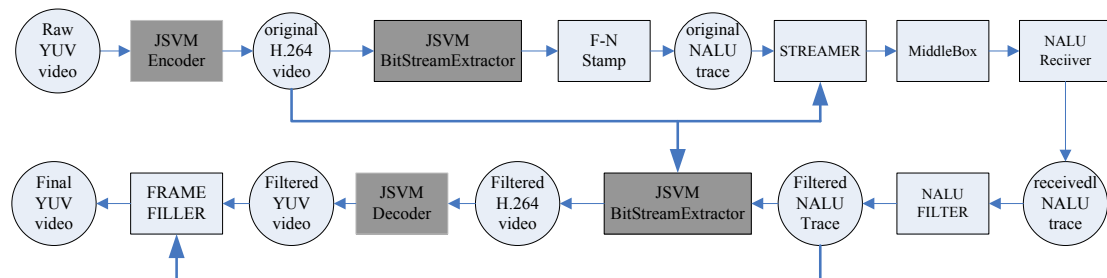 Raw
YUV
video
JSVM
Encoder
original
H.264
video
JSVM
BitStreamExtractor
F-N
Stamp
original
NALU
trace
STREAMER
MiddleBox
NALU
Reciiver
Final
YUV
video
FRAME
FILLER
Filtered
YUV
video
JSVM
Decoder
Filtered
H.264
video
JSVM
BitStreamExtractor
Filtered
NALU
Trace
NALU
FILTER
receivedl
NALU
trace